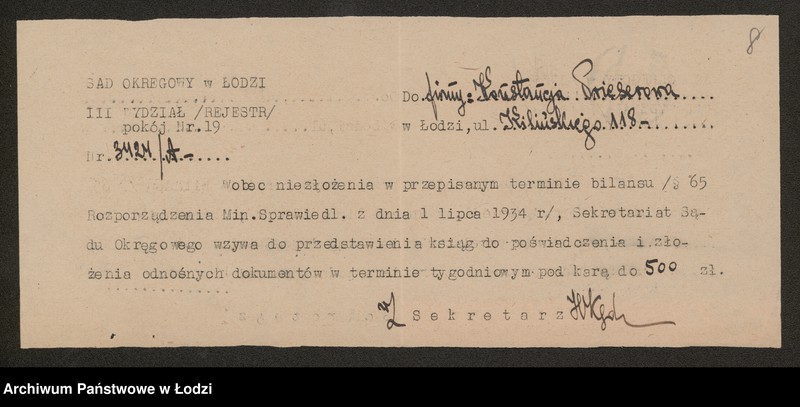 8
SĄD OKRĘGOWY w ŁODZI
III WYDZIAŁ /REJESTR/
pokój Nr.19
Nr. 3424/A.-
Do firmy: Konstancja
w Łodzi, ul. Kilińskiego 118-
Wobec niezłożenia w przepisanym terminie bilansu /§ 65
Rozporządzenia Min.Sprawiedl. z dnia 1 lipca 1934 r/, Sekretariat Są-
du Okręgowego wzywa do przedstawienia ksiąg do poświadczenia i zło-
żenia odnośnych dokumentów w terminie tygodniowym pod karą do 500 zł.
Sekretarz
Archiwum Państwowe w Łodzi